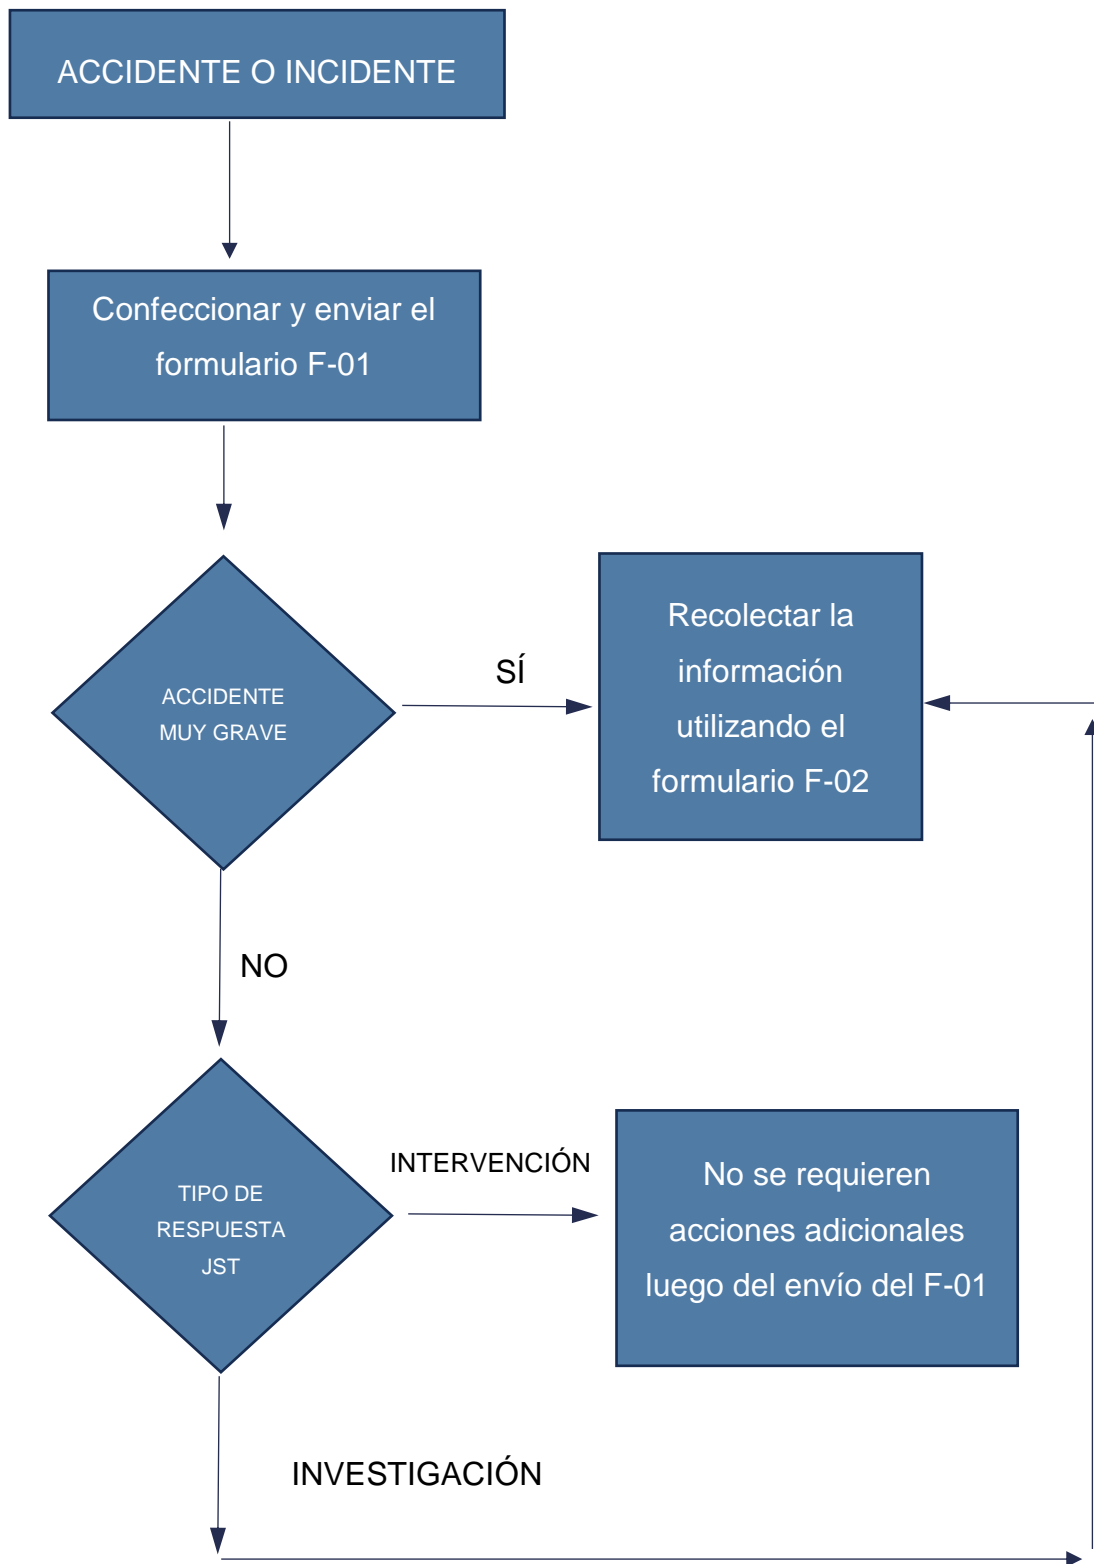 ACCIDENTE O INCIDENTE
Confeccionar y enviar el
formulario F-01
ACCIDENTE
MUY GRAVE
SÍ
Recolectar la
información
utilizando el
formulario F-02
NO
TIPO DE
RESPUESTA
JST
INTERVENCIÓN
No se requieren
acciones adicionales
luego del envío del F-01
INVESTIGACIÓN